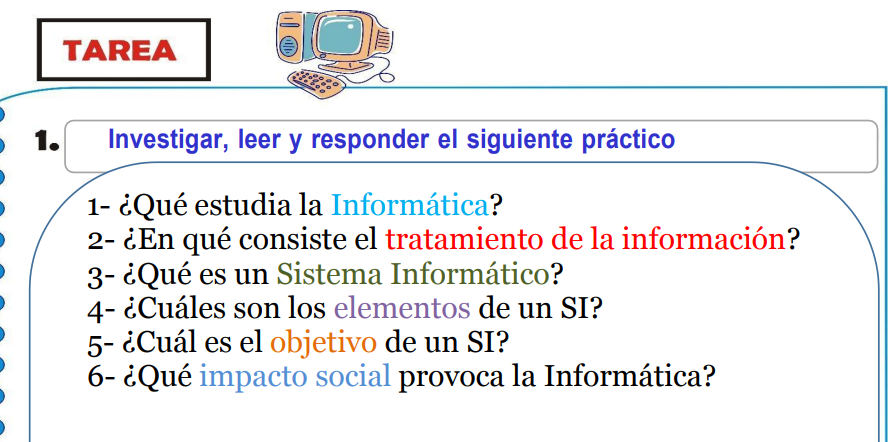 TAREA
1. Investigar, leer y responder el siguiente práctico
1- ¿Qué estudia la Informática?
2- ¿En qué consiste el tratamiento de la información?
3- ¿Qué es un Sistema Informático?
4- ¿Cuáles son los elementos de un SI?
5- ¿Cuál es el objetivo de un SI?
6- ¿Qué impacto social provoca la Informática?